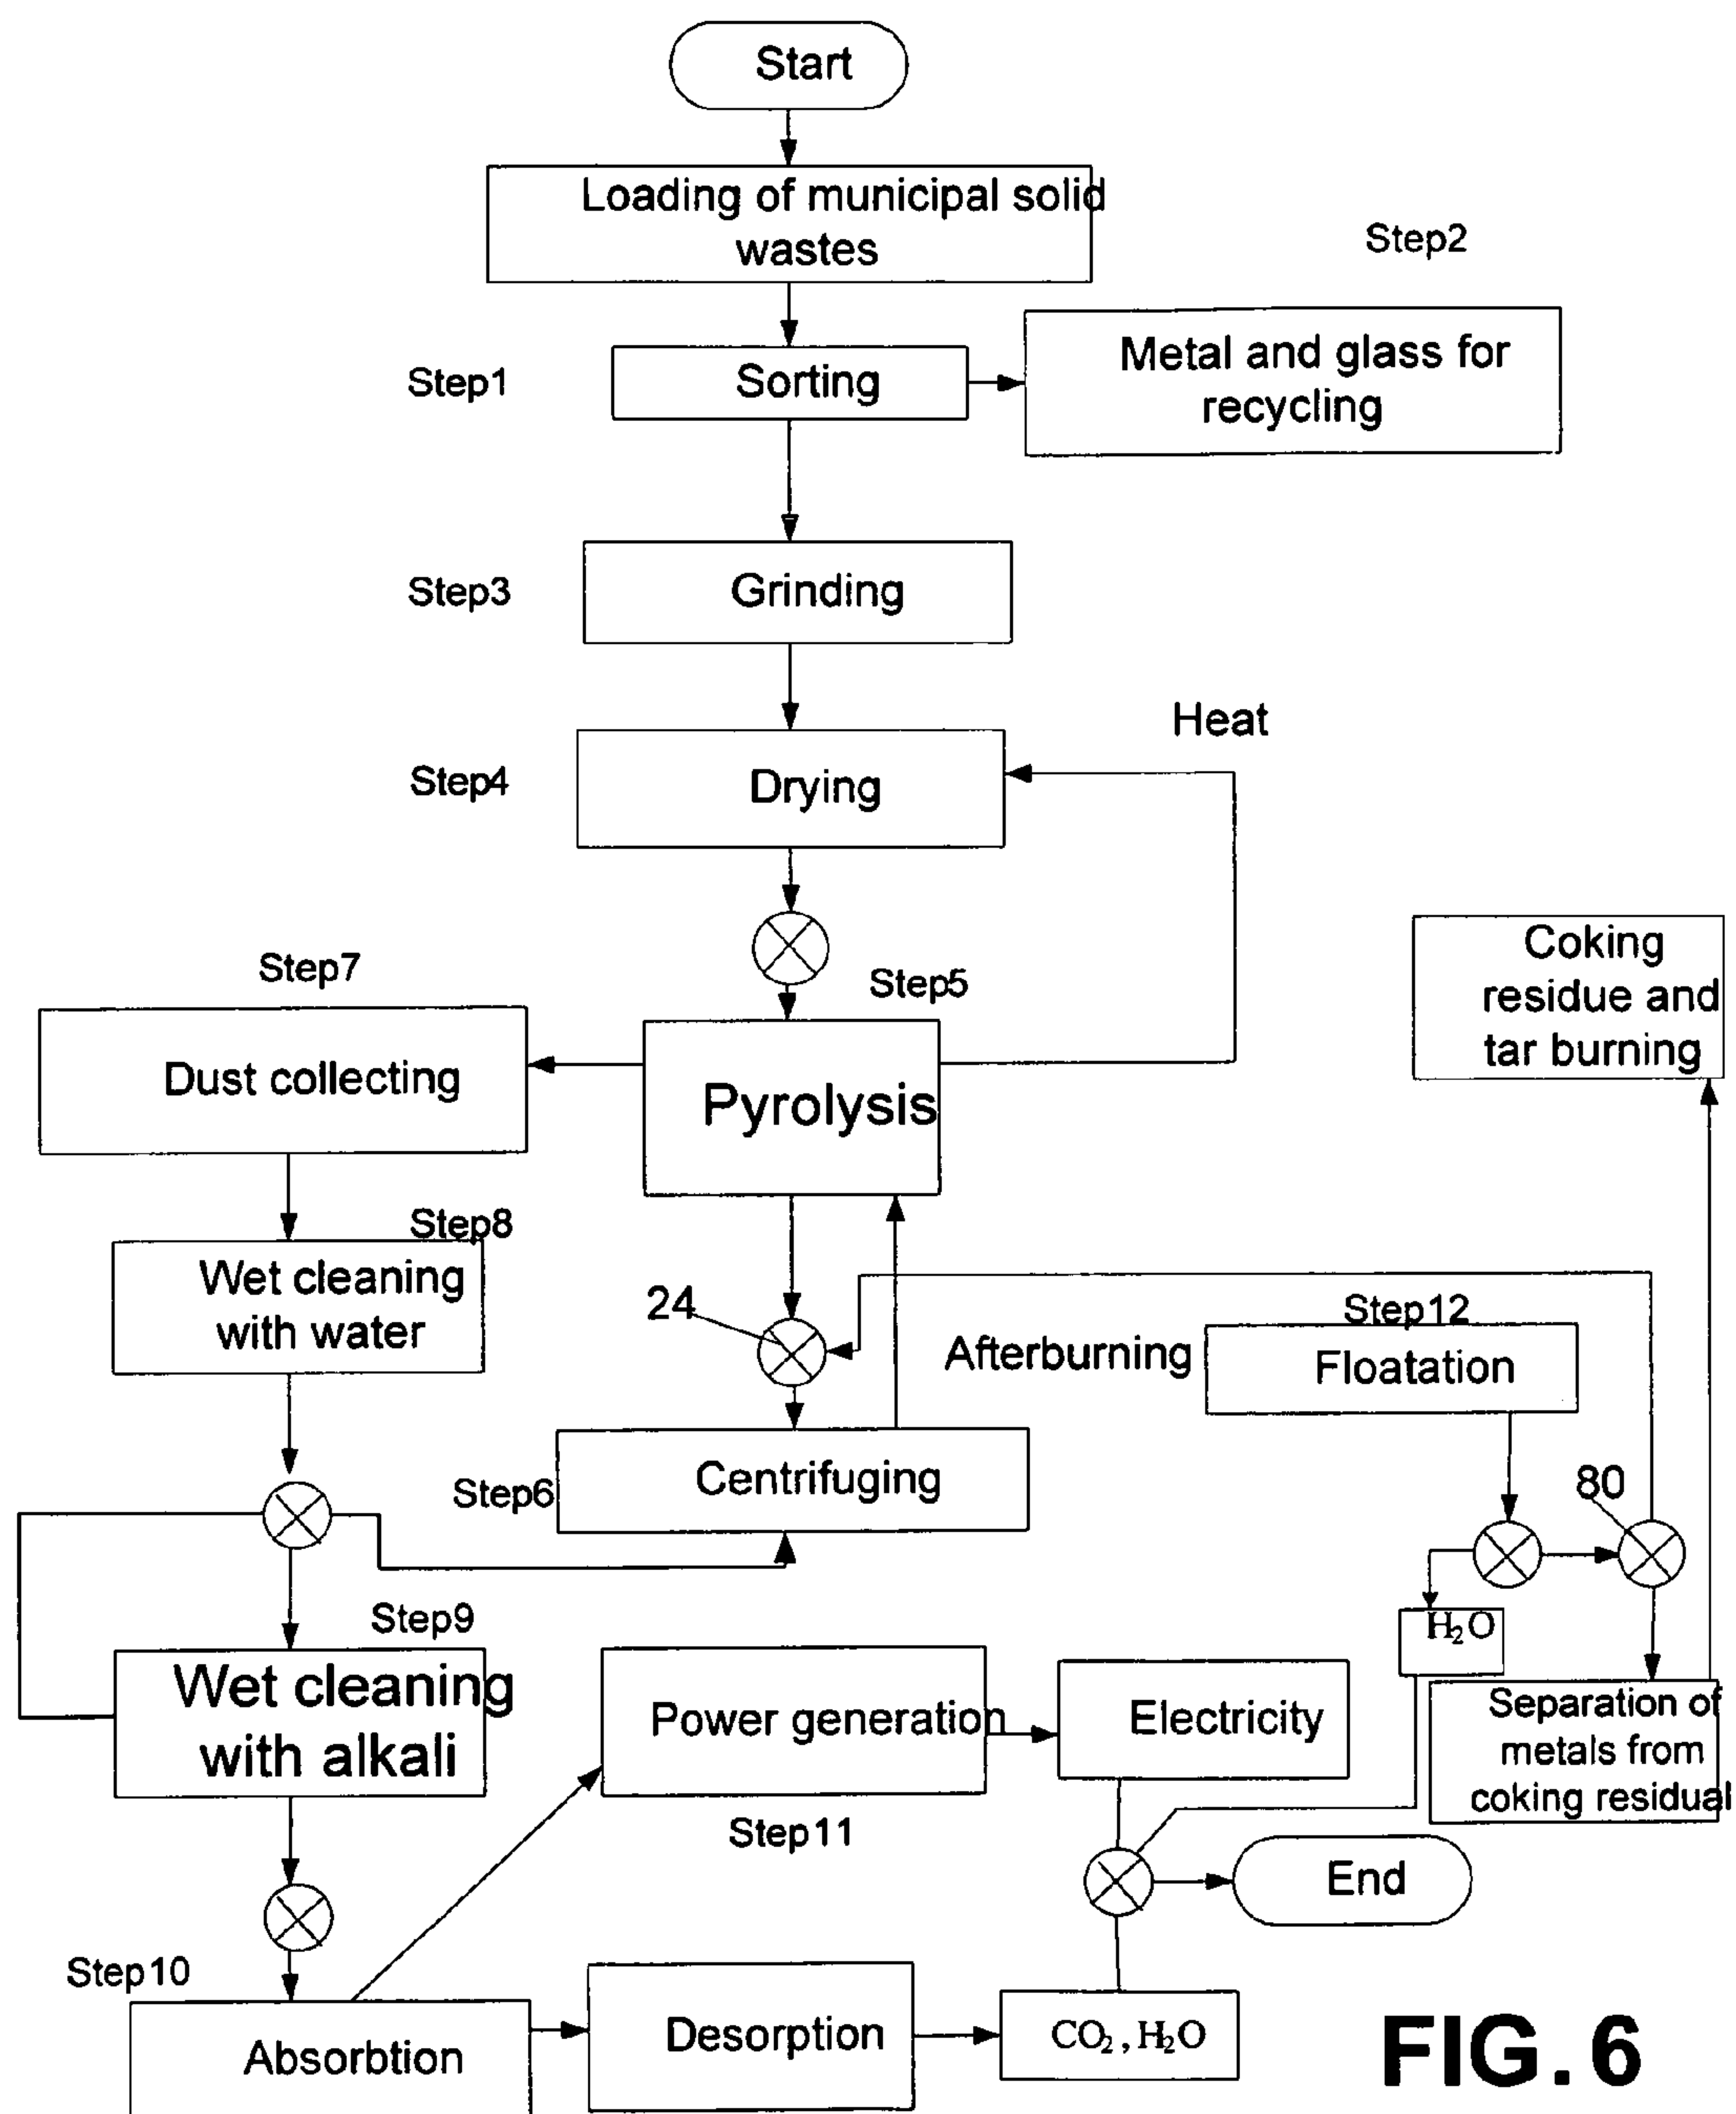 Start
Loading of municipal solid
wastes
Step2
Step1
Sorting
Metal and glass for
recycling
Step3
Grinding
Heat
Step4
Drying
Step7
Step5
Coking
residue and
tar burning
Dust collecting
Pyrolysis
Step8
Wet cleaning
with water
24
Step12
Afterburning
Floatation
Step6
Centrifuging
80
Step9
H₂O
Wet cleaning
with alkali
Power generation
Electricity
Separation of
metals from
coking residual
Step11
End
Step10
Absorbtion
Desorption
CO₂, H₂O
FIG. 6